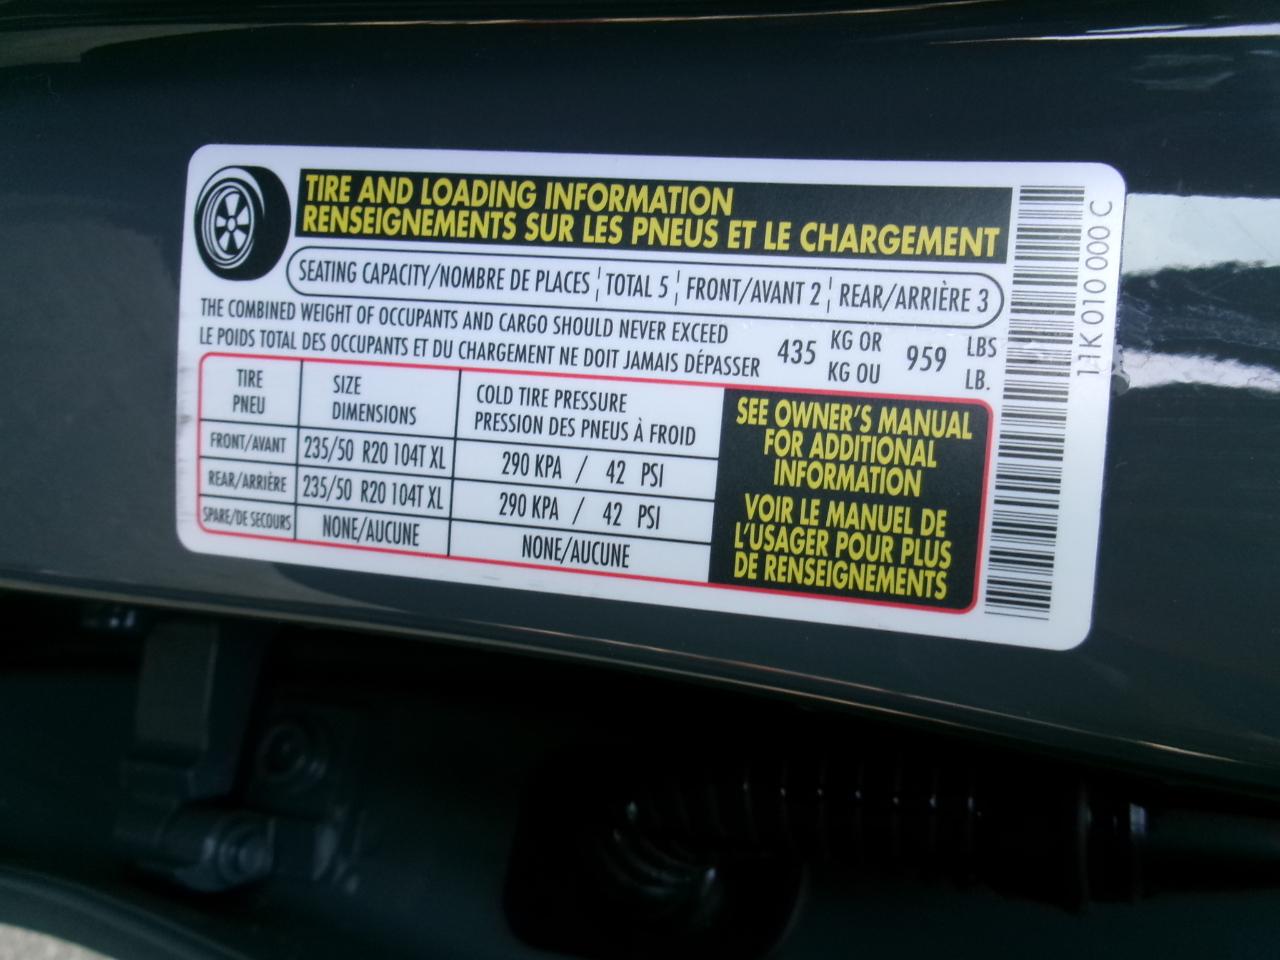 TIRE AND LOADING INFORMATION
RENSEIGNEMENTS SUR LES PNEUS ET LE CHARGEMENT
SEATING CAPACITY/NOMBRE DE PLACES TOTAL 5 FRONT/AVANT 2 REAR/ARRIÈRE 3
THE COMBINED WEIGHT OF OCCUPANTS AND CARGO SHOULD NEVER EXCEED
LE POIDS TOTAL DES OCCUPANTS ET DU CHARGEMENT NE DOIT JAMAIS DÉPASSER
435 KG OR 959 LBS
KG OU LB.
TIRE SIZE COLD TIRE PRESSURE
PNEU DIMENSIONS PRESSION DES PNEUS À FROID
FRONT/AVANT 235/50 R20 104T XL 290 KPA / 42 PSI
REAR/ARRIÈRE 235/50 R20 104T XL 290 KPA / 42 PSI
SPARE/DE SECOURS NONE/AUCUNE NONE/AUCUNE
SEE OWNER'S MANUAL
FOR ADDITIONAL
INFORMATION
VOIR LE MANUEL DE
L'USAGER POUR PLUS
DE RENSEIGNEMENTS
11K010000C